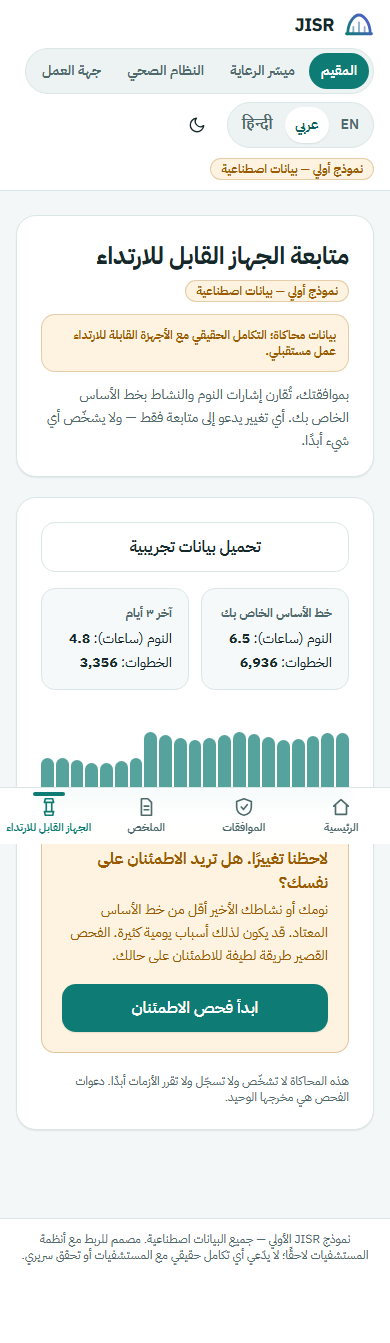 JISR
المقيم
ميسّر الرعاية
النظام الصحي
جهة العمل
EN
عربي
हिन्दी
نموذج أولي — بيانات اصطناعية
متابعة الجهاز القابل للارتداء
نموذج أولي — بيانات اصطناعية
بيانات محاكاة؛ التكامل الحقيقي مع الأجهزة القابلة للارتداء
عمل مستقبلي.
بموافقتك، تُقارن إشارات النوم والنشاط بخط الأساس
الخاص بك. أي تغيير يدعو إلى متابعة فقط — ولا يشخّص أي
شيء أبدًا.
تحميل بيانات تجريبية
خط الأساس الخاص بك
النوم (ساعات): 6.5
الخطوات: 6,936
آخر ٣ أيام
النوم (ساعات): 4.8
الخطوات: 3,356
الرئيسية
الموافقات
الملخص
الجهاز القابل للارتداء
لاحظنا تغييرًا. هل تريد الاطمئنان على
نفسك؟
نومك أو نشاطك الأخير أقل من خط الأساس
المعتاد. قد يكون لذلك أسباب يومية كثيرة. الفحص
القصير طريقة لطيفة للاطمئنان على حالك.
ابدأ فحص الاطمئنان
هذه المحاكاة لا تشخّص ولا تسجّل ولا تقرر الأزمات أبدًا. دعوات
الفحص هي مخرجها الوحيد.
نموذج JISR الأولي — جميع البيانات اصطناعية. مصمم للربط مع أنظمة
المستشفيات لاحقًا؛ لا يدّعي أي تكامل حقيقي مع المستشفيات أو تحقق سريري.